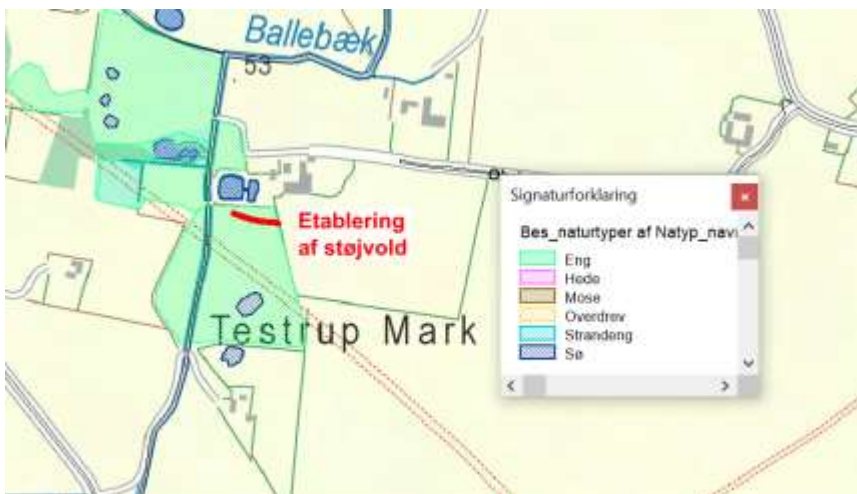 Ballebæk
53
Etablering
af støjvold
Testrup Mark
Signaturforklaring
Bes_naturtyper af Natyp_navn
Eng
Hede
Mose
Overdrev
Strandeng
Sø